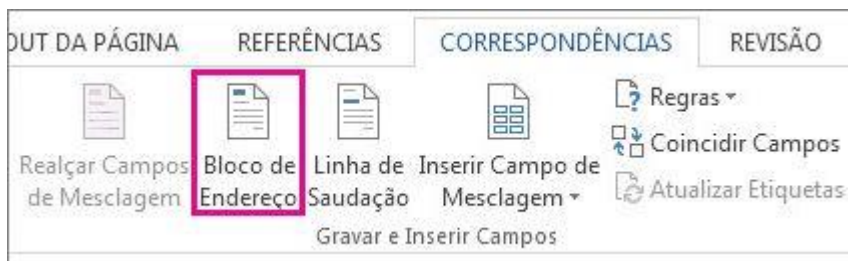 OUT DA PÁGINA REFERÊNCIAS CORRESPONDÊNCIAS REVISÃO
Realçar Campos
de Mesclagem
Bloco de
Endereço
Linha de
Saudação
Inserir Campo de
Mesclagem
Regras
Coincidir Campos
Atualizar Etiquetas
Gravar e Inserir Campos